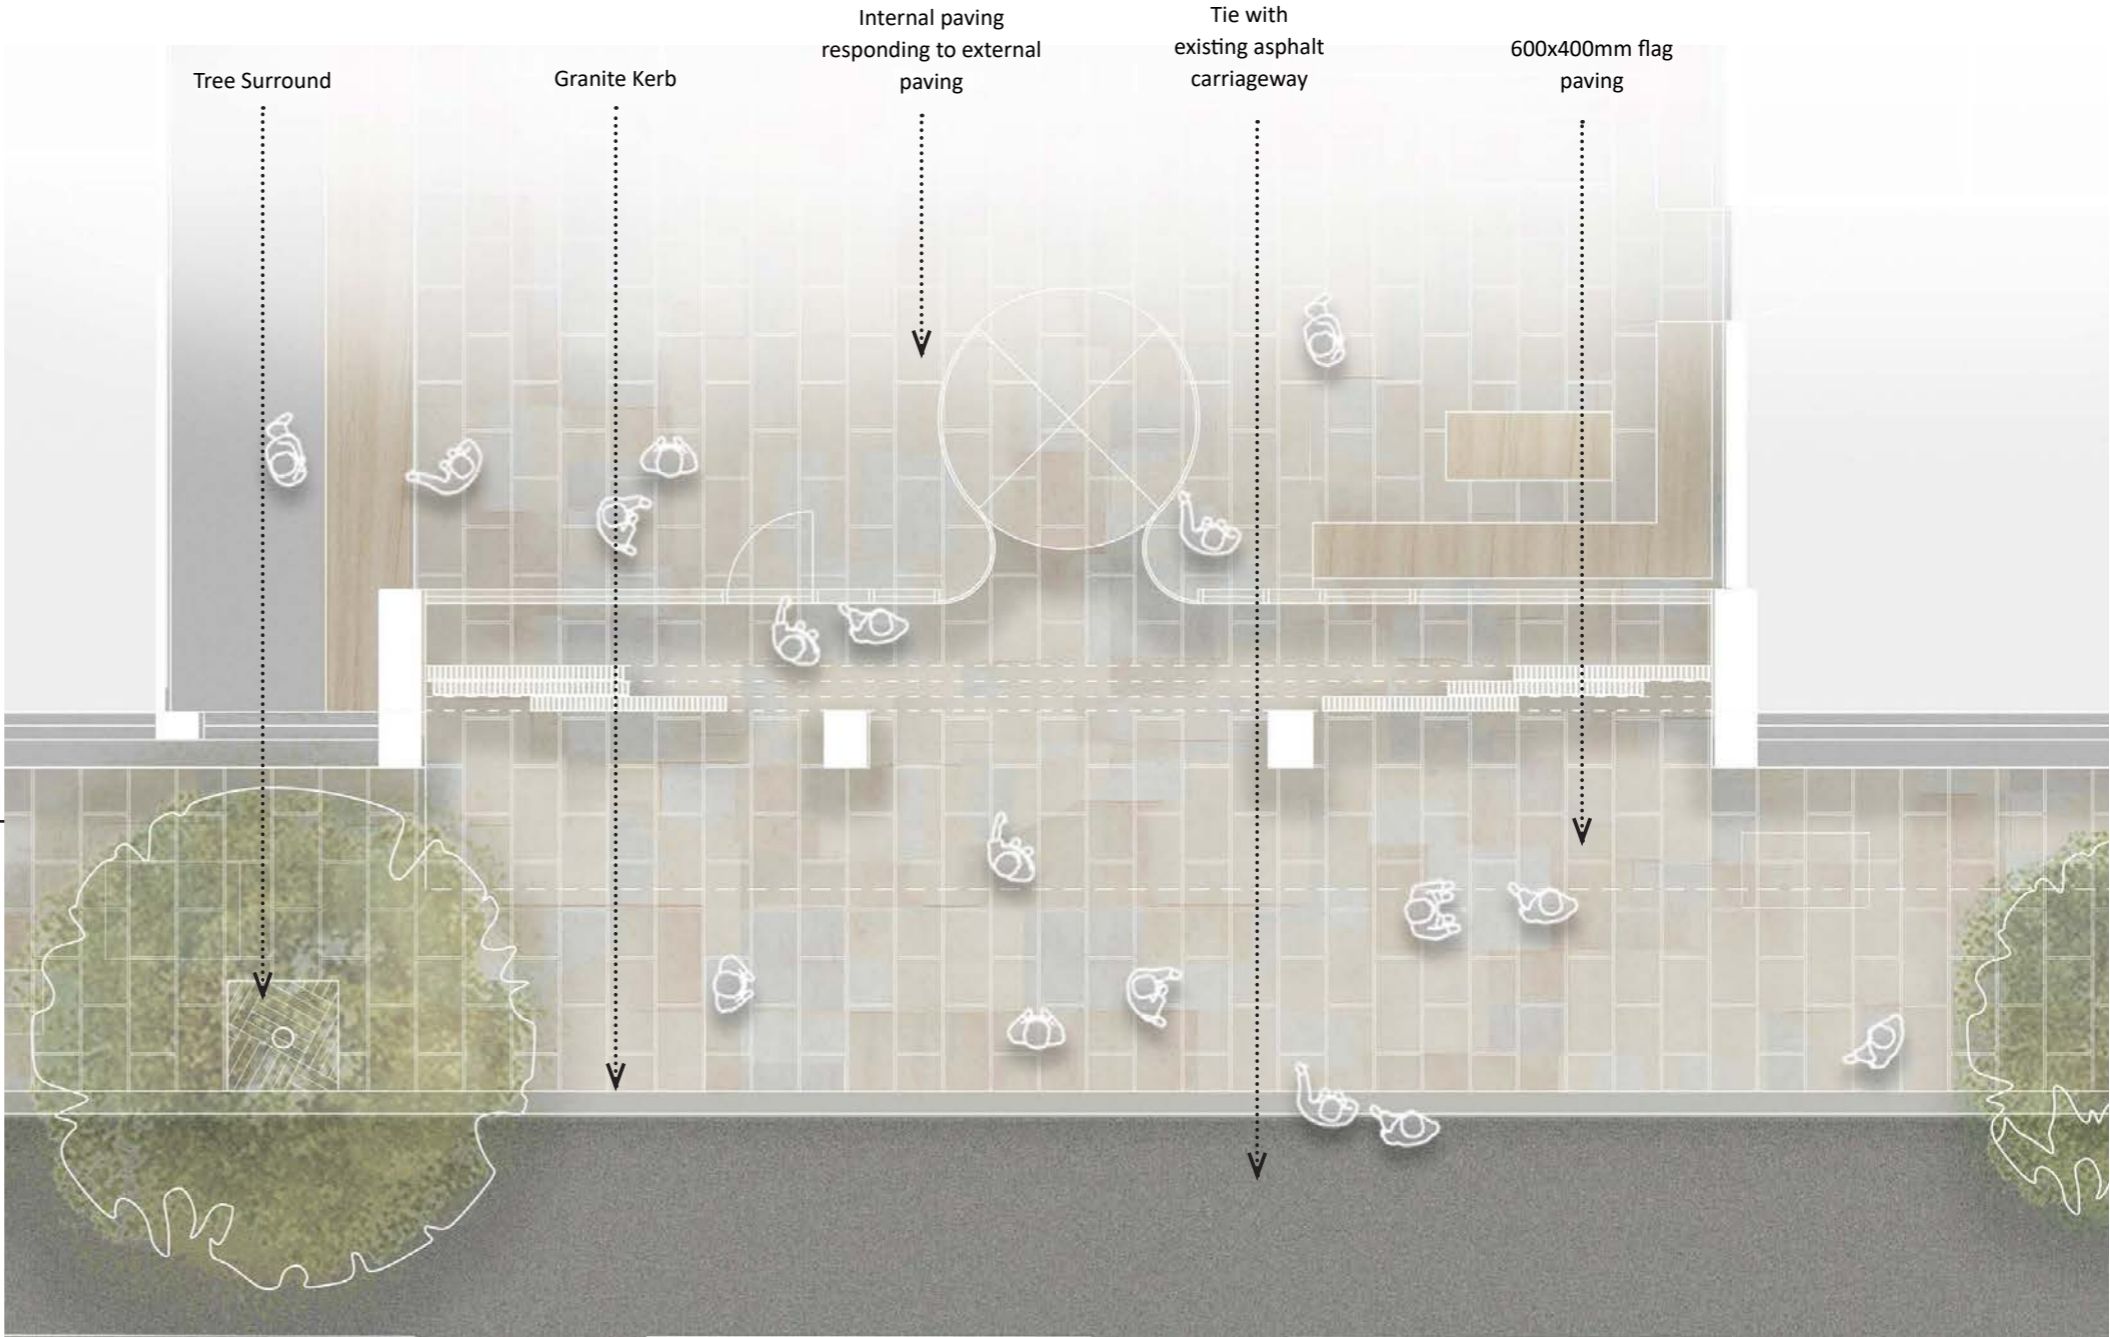 Tree Surround
Granite Kerb
Internal paving
responding to external
paving
Tie with
existing asphalt
carriageway
600x400mm flag
paving